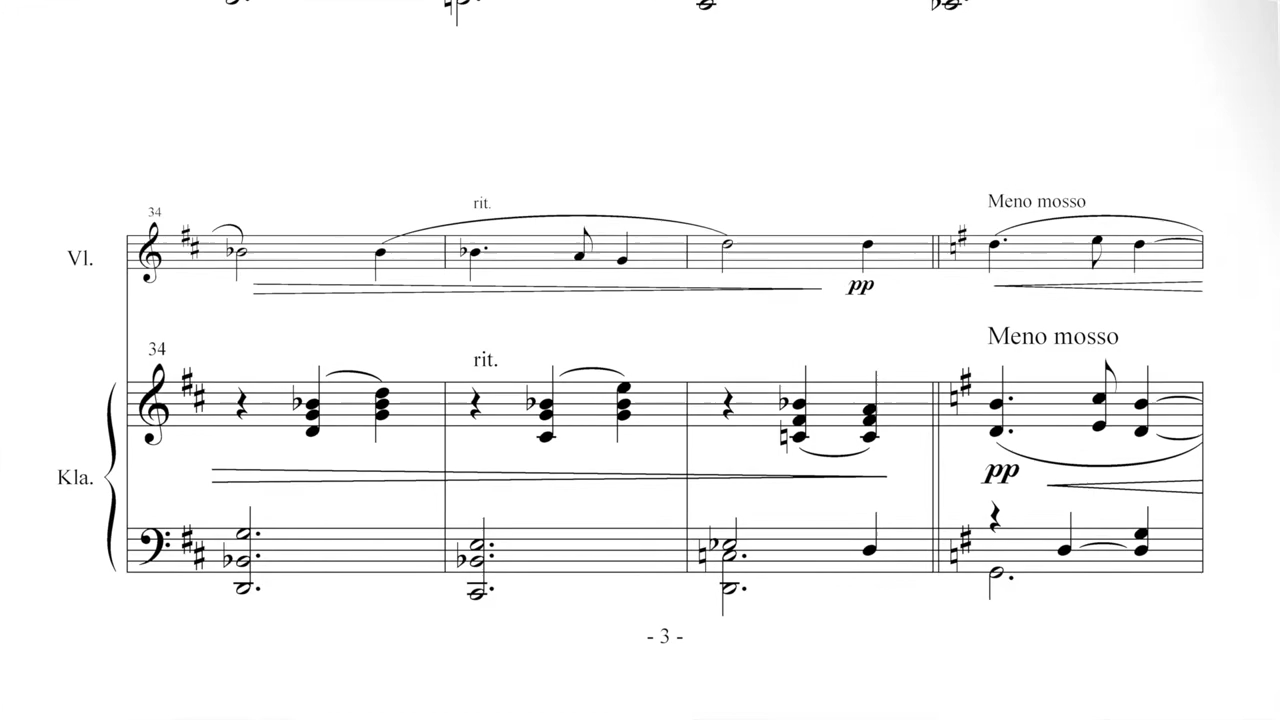 34
rit.
Meno mosso
Vl.
pp
34
rit.
Meno mosso
Kla.
pp
- 3 -